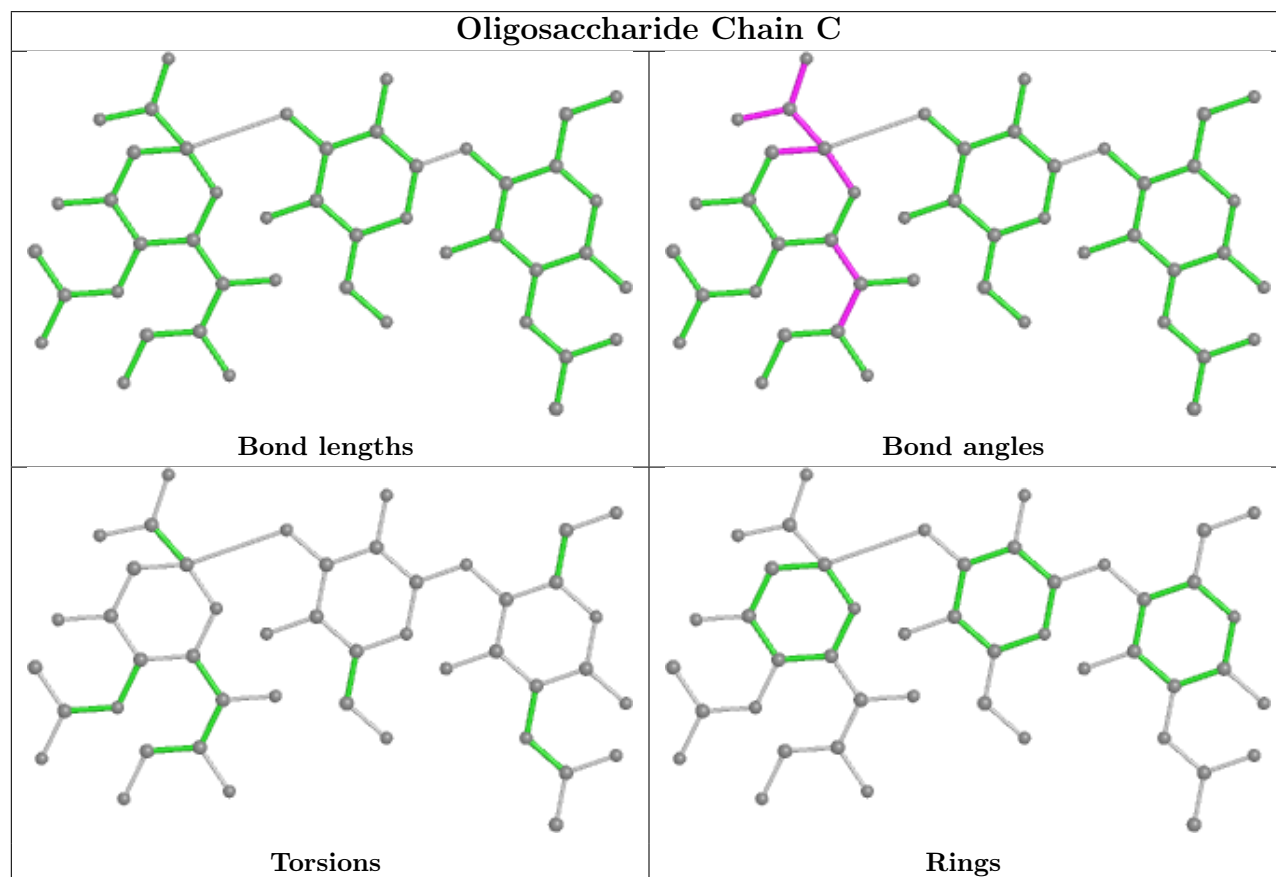 Oligosaccharide Chain C
Bond lengths
Bond angles
Torsions
Rings